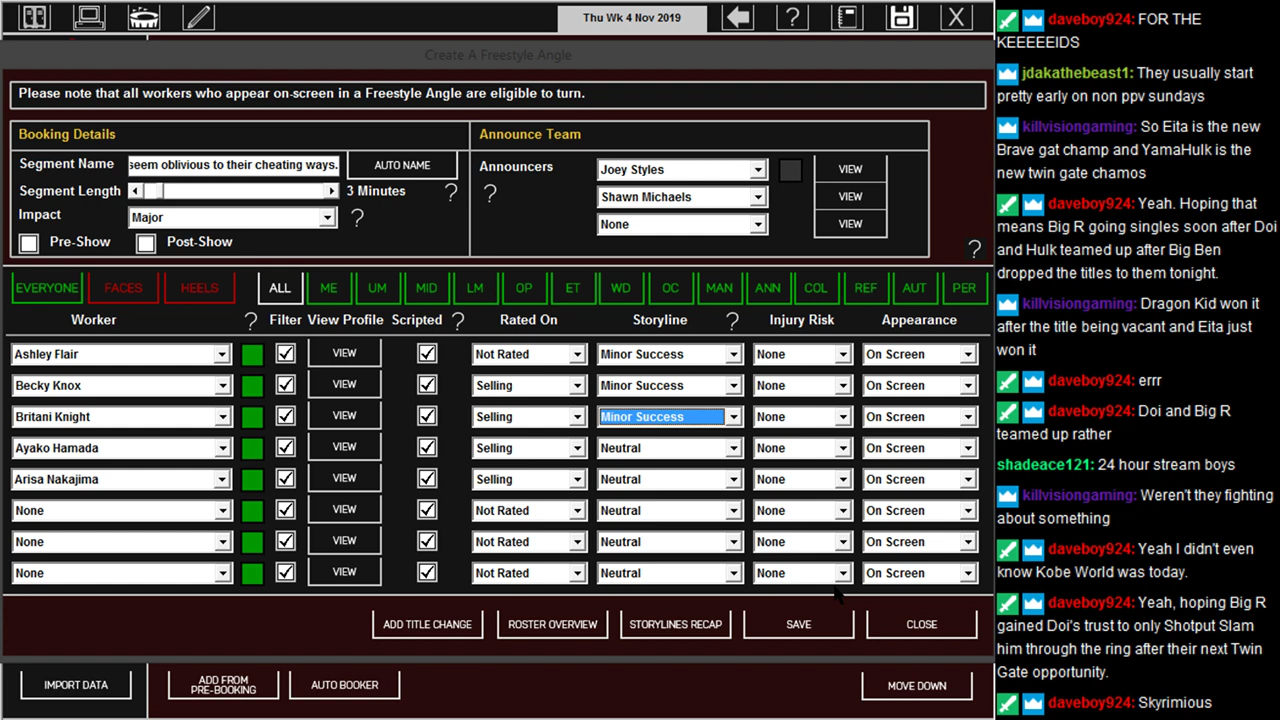 Thu Wk 4 Nov 2019
?
X
Create A Freestyle Angle
Please note that all workers who appear on-screen in a Freestyle Angle are eligible to turn.
Booking Details
Segment Name seem oblivious to their cheating ways. AUTO NAME
Segment Length 3 Minutes ?
Impact Major ?
Pre-Show Post-Show
Announce Team
Announcers Joey Styles VIEW
? Shawn Michaels VIEW
None VIEW
?
EVERYONE FACES HEELS ALL ME UM MID LM OP ET WD OC MAN ANN COL REF AUT PER
Worker ? Filter View Profile Scripted ? Rated On Storyline ? Injury Risk Appearance
Ashley Flair VIEW Not Rated Minor Success None On Screen
Becky Knox VIEW Selling Minor Success None On Screen
Britani Knight VIEW Selling Minor Success None On Screen
Ayako Hamada VIEW Selling Neutral None On Screen
Arisa Nakajima VIEW Selling Neutral None On Screen
None VIEW Not Rated Neutral None On Screen
None VIEW Not Rated Neutral None On Screen
None VIEW Not Rated Neutral None On Screen
ADD TITLE CHANGE ROSTER OVERVIEW STORYLINES RECAP SAVE CLOSE
IMPORT DATA ADD FROM PRE-BOOKING AUTO BOOKER MOVE DOWN
daveboy924: FOR THE
KEEEEEIDS
jdakathebeast1: They usually start
pretty early on non ppv sundays
killvisiongaming: So Eita is the new
Brave gat champ and YamaHulk is the
new twin gate chamos
daveboy924: Yeah. Hoping that
means Big R going singles soon after Doi
and Hulk teamed up after Big Ben
dropped the titles to them tonight.
killvisiongaming: Dragon Kid won it
after the title being vacant and Eita just
won it
daveboy924: errr
daveboy924: Doi and Big R
teamed up rather
shadeace121: 24 hour stream boys
killvisiongaming: Weren't they fighting
about something
daveboy924: Yeah I didn't even
know Kobe World was today.
daveboy924: Yeah, hoping Big R
gained Doi's trust to only Shotput Slam
him through the ring after their next Twin
Gate opportunity.
daveboy924: Skyrimious